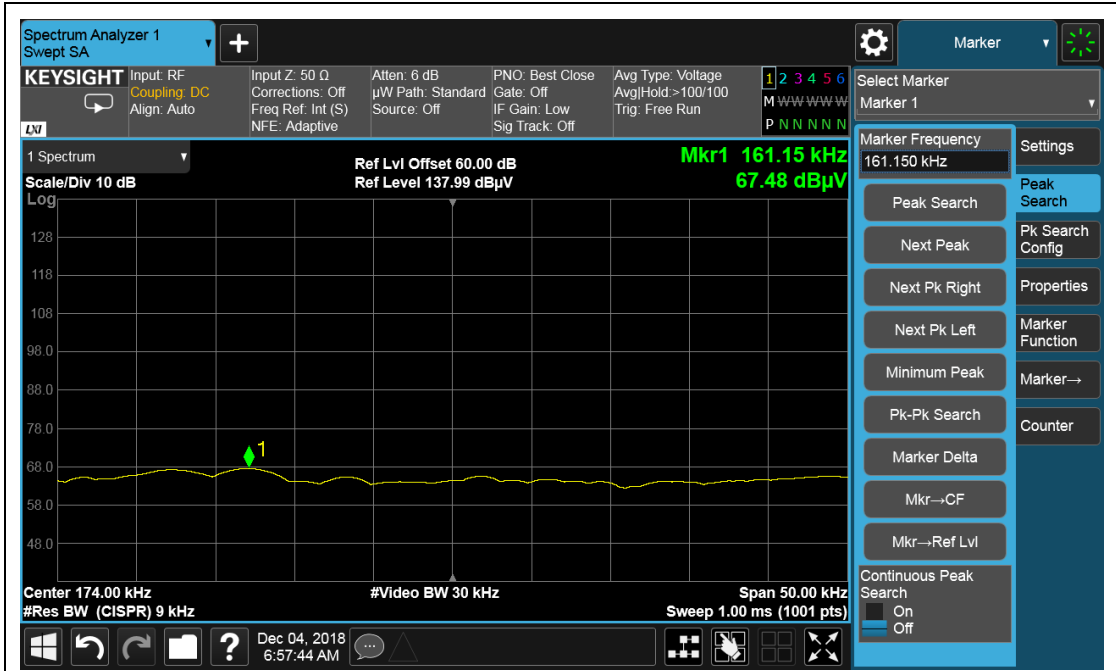 Spectrum Analyzer 1
Swept SA
+
Marker
KEYSIGHT
LXI
Input: RF
Coupling: DC
Align: Auto
Input Z: 50 Ω
Corrections: Off
Freq Ref: Int (S)
NFE: Adaptive
Atten: 6 dB
µW Path: Standard
Source: Off
PNO: Best Close
Gate: Off
IF Gain: Low
Sig Track: Off
Avg Type: Voltage
Avg|Hold:>100/100
Trig: Free Run
1 2 3 4 5 6
M W W W W W
P N N N N N
Select Marker
Marker 1
1 Spectrum
Scale/Div 10 dB
Log
Ref Lvl Offset 60.00 dB
Ref Level 137.99 dBµV
Mkr1 161.15 kHz
67.48 dBµV
128
118
108
98.0
88.0
78.0
68.0
58.0
48.0
1
Center 174.00 kHz
#Res BW (CISPR) 9 kHz
#Video BW 30 kHz
Span 50.00 kHz
Sweep 1.00 ms (1001 pts)
Marker Frequency
161.150 kHz
Peak Search
Next Peak
Next Pk Right
Next Pk Left
Minimum Peak
Pk-Pk Search
Marker Delta
Mkr→CF
Mkr→Ref Lvl
Continuous Peak
Search
On
Off
Settings
Peak
Search
Pk Search
Config
Properties
Marker
Function
Marker→
Counter
?
Dec 04, 2018
6:57:44 AM